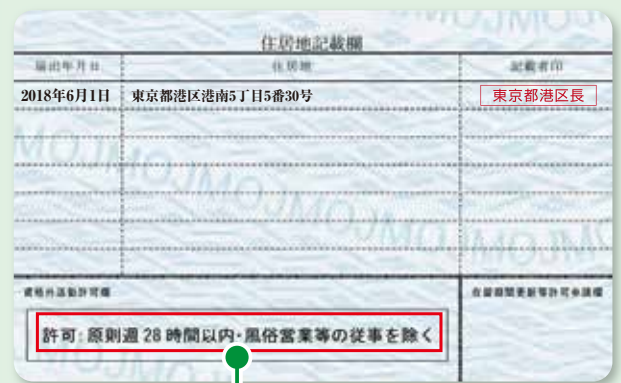 住居地記載欄
届出年月日 住居地 記載者印
2018年6月1日 東京都港区港南5丁目5番30号 東京都港区長
MOJMOJ
MOJMOJMOJMOJMOJ
資格外活動許可欄 在留期間更新等許可申請欄
許可:原則週28時間以内・風俗営業等の従事を除く